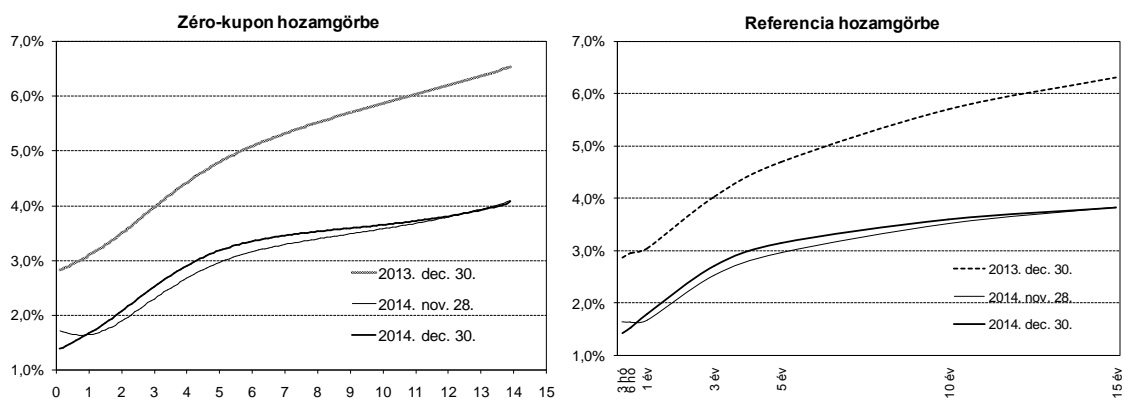 Zéro-kupon hozamgörbe
7,0%
6,0%
5,0%
4,0%
3,0%
2,0%
1,0%
0 1 2 3 4 5 6 7 8 9 10 11 12 13 14 15
2013. dec. 30.
2014. nov. 28.
2014. dec. 30.
Referencia hozamgörbe
7,0%
6,0%
5,0%
4,0%
3,0%
2,0%
1,0%
3 hó
6 hó
1 év
3 év
5 év
10 év
15 év
2013. dec. 30.
2014. nov. 28.
2014. dec. 30.